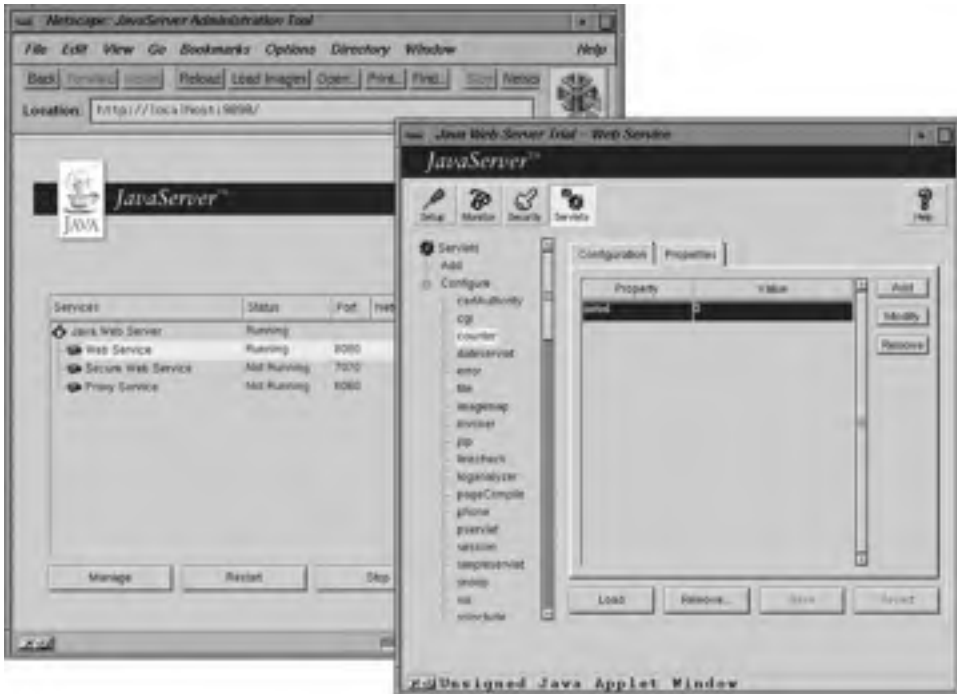 Netscape: JavaServer Administration Tool
File Edit View Go Bookmarks Options Directory Window Help
Back Forward Home Reload Load Images Open... Print... Find... Stop Netsca
Location: http://localhost:9090/
JAVA
JavaServer™
Services Status Port Net
Java Web Server Running
Web Service Running 8080
Secure Web Service Not Running 7070
Proxy Service Not Running 8060
Manage Restart Stop
Java Web Server Trial - Web Service
JavaServer™
Setup Monitor Security Servlets Help
Servlets
Add
Configure
cgi
counter
dateservlet
error
file
imagemap
invoker
linkcheck
loganalyzer
pageCompile
phone
pservlet
session
simpleservlet
snoop
ssi
Configuration Properties
Property Value
initial
Add
Modify
Remove
Load Remove... Save Revert
Unsigned Java Applet Window